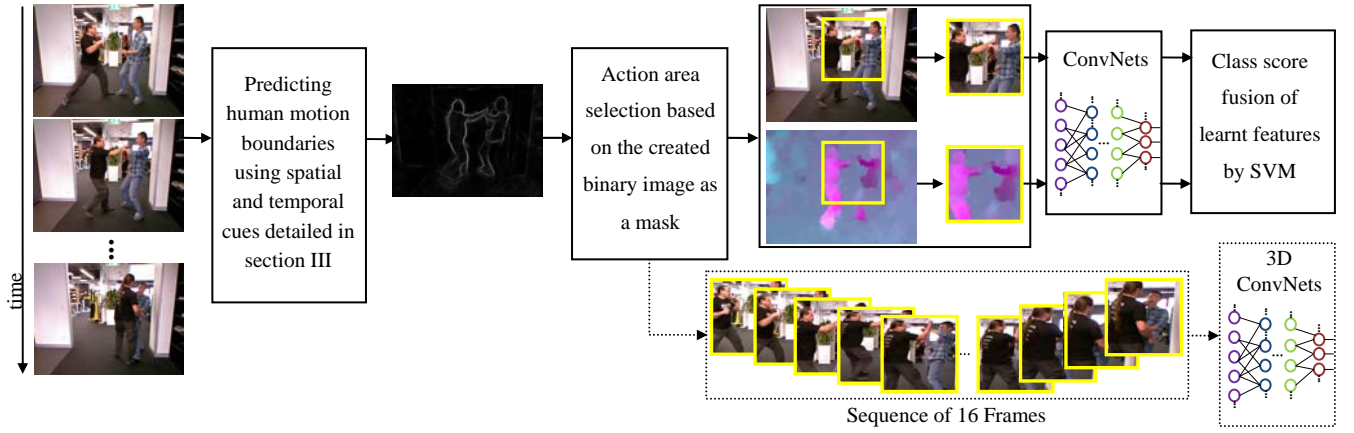 time
Predicting
human motion
boundaries
using spatial
and temporal
cues detailed in
section III
Action area
selection based
on the created
binary image as
a mask
ConvNets
Class score
fusion of
learnt features
by SVM
3D
ConvNets
Sequence of 16 Frames